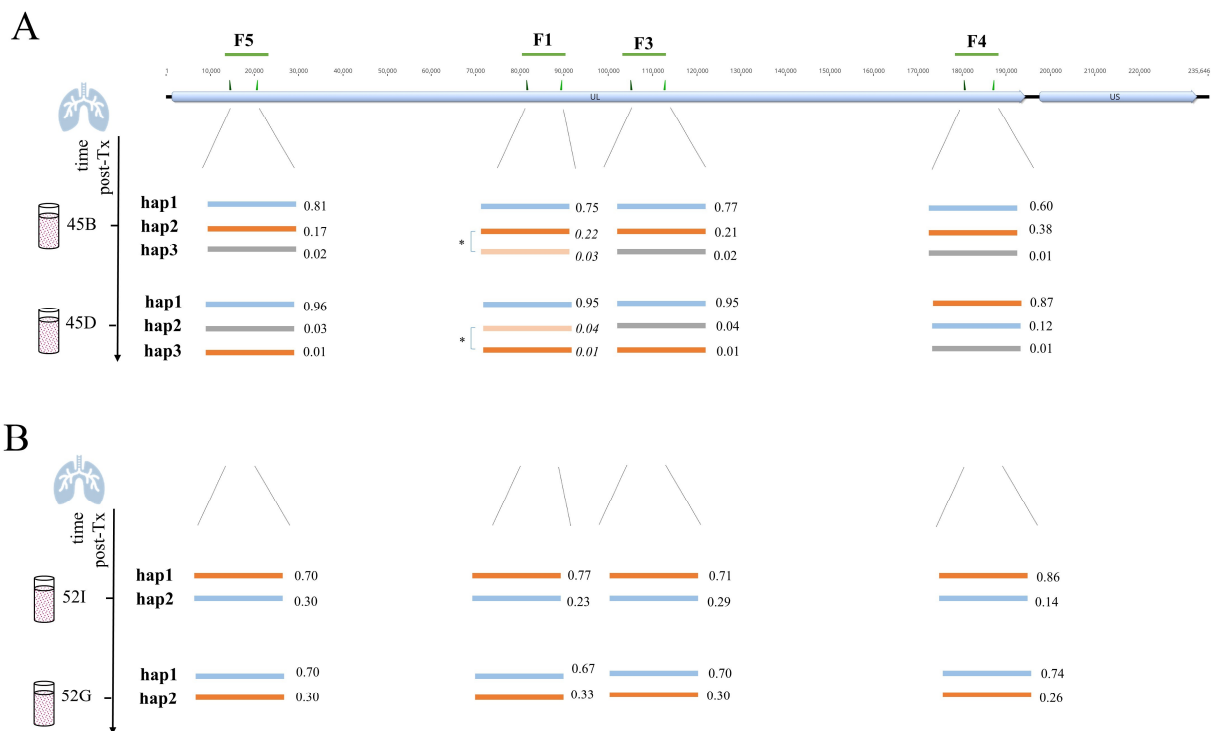 A
F5 F1 F3 F4
1 10,000 20,000 30,000 40,000 50,000 60,000 70,000 80,000 90,000 100,000 110,000 120,000 130,000 140,000 150,000 160,000 170,000 180,000 190,000 200,000 210,000 220,000 235,646
UL US
time
post-Tx
45B
hap1 0.81 0.75 0.77 0.60
hap2 0.17 0.22 0.21 0.38
*
hap3 0.02 0.03 0.02 0.01
45D
hap1 0.96 0.95 0.95 0.87
hap2 0.03 0.04 0.04 0.12
*
hap3 0.01 0.01 0.01 0.01
B
time
post-Tx
52I
hap1 0.70 0.77 0.71 0.86
hap2 0.30 0.23 0.29 0.14
52G
hap1 0.70 0.67 0.70 0.74
hap2 0.30 0.33 0.30 0.26